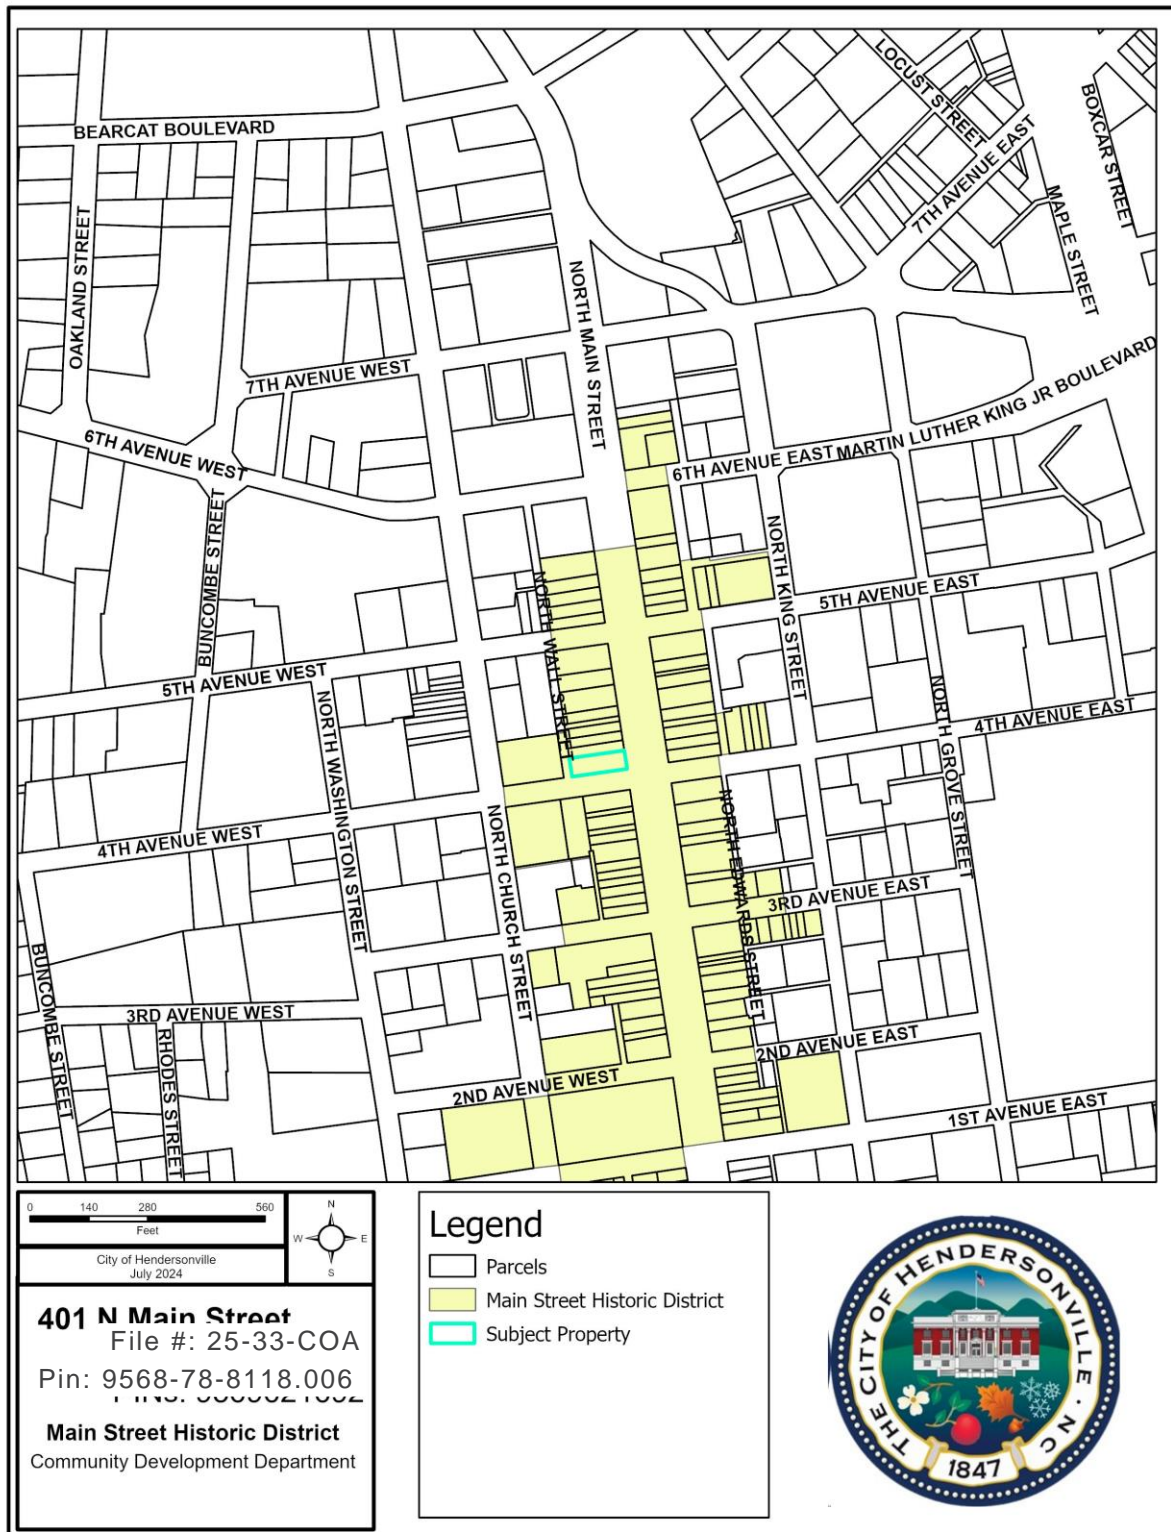 LOCUST STREET
BOXCAR STREET
BEARCAT BOULEVARD
7TH AVENUE EAST
MAPLE STREET
OAKLAND STREET
NORTH MAIN STREET
7TH AVENUE WEST
MARTIN LUTHER KING JR BOULEVARD
6TH AVENUE WEST
6TH AVENUE EAST
BUNCOMBE STREET
NORTH KING STREET
NORTH WALL STREET
5TH AVENUE EAST
5TH AVENUE WEST
NORTH WASHINGTON STREET
NORTH GROVE STREET
4TH AVENUE EAST
4TH AVENUE WEST
NORTH CHURCH STREET
NORTH EDWARDS STREET
3RD AVENUE EAST
BUNCOMBE STREET
3RD AVENUE WEST
RHODES STREET
2ND AVENUE EAST
2ND AVENUE WEST
1ST AVENUE EAST
0 140 280 560
Feet
City of Hendersonville
July 2024
N
W E
S
401 N Main Street
File #: 25-33-COA
Pin: 9568-78-8118.006
Main Street Historic District
Community Development Department
Legend
Parcels
Main Street Historic District
Subject Property
THE CITY OF HENDERSONVILLE · NC
1847